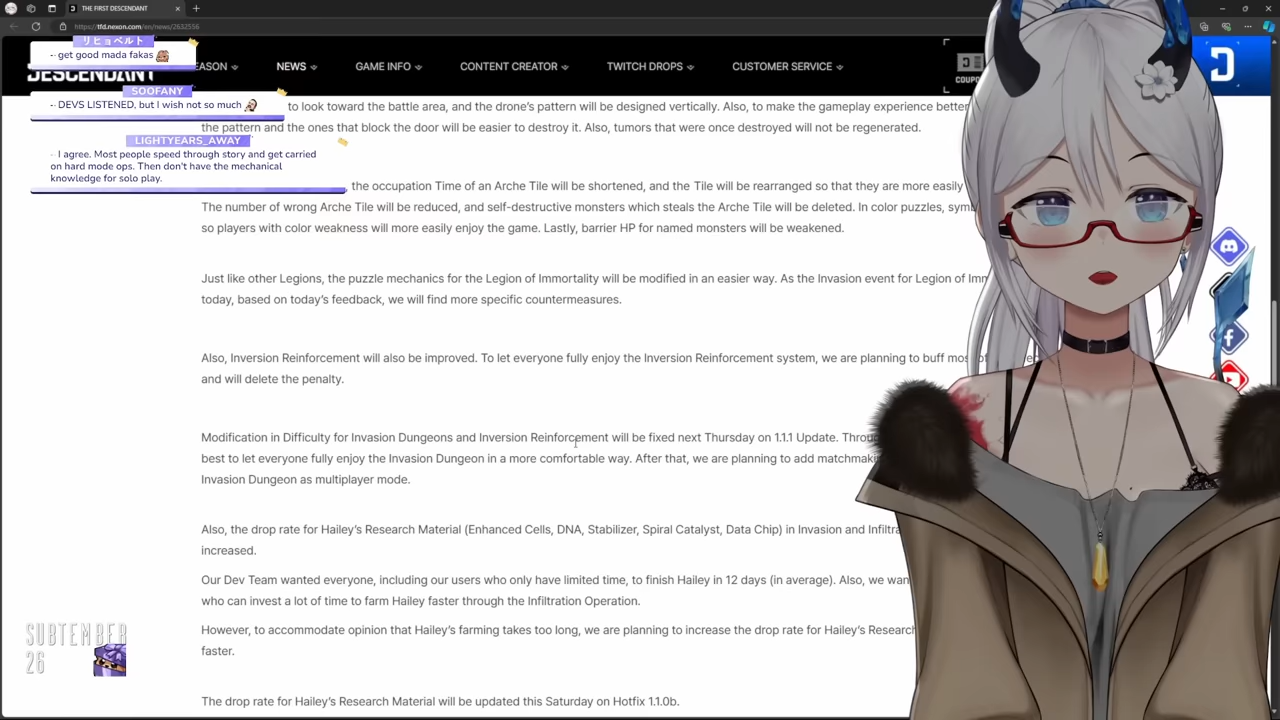 THE FIRST DESCENDANT
https://tfd.nexon.com/en/news/2632556
リヒョベルト
get good mada fakas
DESCENDANT
EASON
NEWS
GAME INFO
CONTENT CREATOR
TWITCH DROPS
CUSTOMER SERVICE
COUPO
SOOFANY
DEVS LISTENED, but I wish not so much
to look toward the battle area, and the drone's pattern will be designed vertically. Also, to make the gameplay experience better
the pattern and the ones that block the door will be easier to destroy it. Also, tumors that were once destroyed will not be regenerated.
LIGHTYEARS_AWAY
I agree. Most people speed through story and get carried
on hard mode ops. Then don't have the mechanical
knowledge for solo play.
, the occupation Time of an Arche Tile will be shortened, and the Tile will be rearranged so that they are more easily
The number of wrong Arche Tile will be reduced, and self-destructive monsters which steals the Arche Tile will be deleted. In color puzzles, symb
so players with color weakness will more easily enjoy the game. Lastly, barrier HP for named monsters will be weakened.
Just like other Legions, the puzzle mechanics for the Legion of Immortality will be modified in an easier way. As the Invasion event for Legion of Imm
today, based on today's feedback, we will find more specific countermeasures.
Also, Inversion Reinforcement will also be improved. To let everyone fully enjoy the Inversion Reinforcement system, we are planning to buff most of
and will delete the penalty.
Modification in Difficulty for Invasion Dungeons and Inversion Reinforcement will be fixed next Thursday on 1.1.1 Update. Throu
best to let everyone fully enjoy the Invasion Dungeon in a more comfortable way. After that, we are planning to add matchmaki
Invasion Dungeon as multiplayer mode.
Also, the drop rate for Hailey's Research Material (Enhanced Cells, DNA, Stabilizer, Spiral Catalyst, Data Chip) in Invasion and Infiltra
increased.
Our Dev Team wanted everyone, including our users who only have limited time, to finish Hailey in 12 days (in average). Also, we wan
who can invest a lot of time to farm Hailey faster through the Infiltration Operation.
However, to accommodate opinion that Hailey's farming takes too long, we are planning to increase the drop rate for Hailey's Research
faster.
The drop rate for Hailey's Research Material will be updated this Saturday on Hotfix 1.1.0b.
SUBTEMBER
26